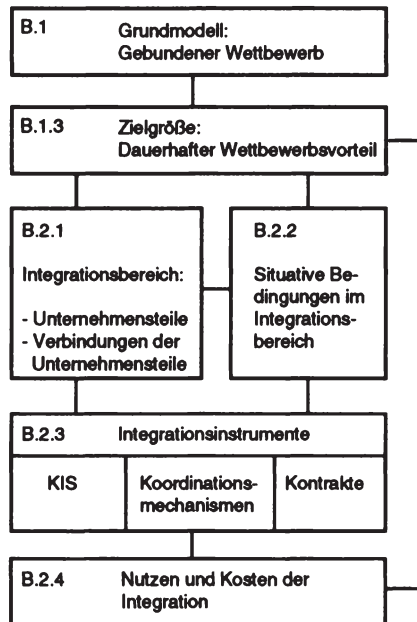 B.1 Grundmodell:
Gebundener Wettbewerb
B.1.3 Zielgröße:
Dauerhafter Wettbewerbsvorteil
B.2.1
Integrationsbereich:
- Unternehmensteile
- Verbindungen der
Unternehmensteile
B.2.2
Situative Be-
dingungen im
Integrations-
bereich
B.2.3 Integrationsinstrumente
KIS
Koordinations-
mechanismen
Kontrakte
B.2.4 Nutzen und Kosten der
Integration